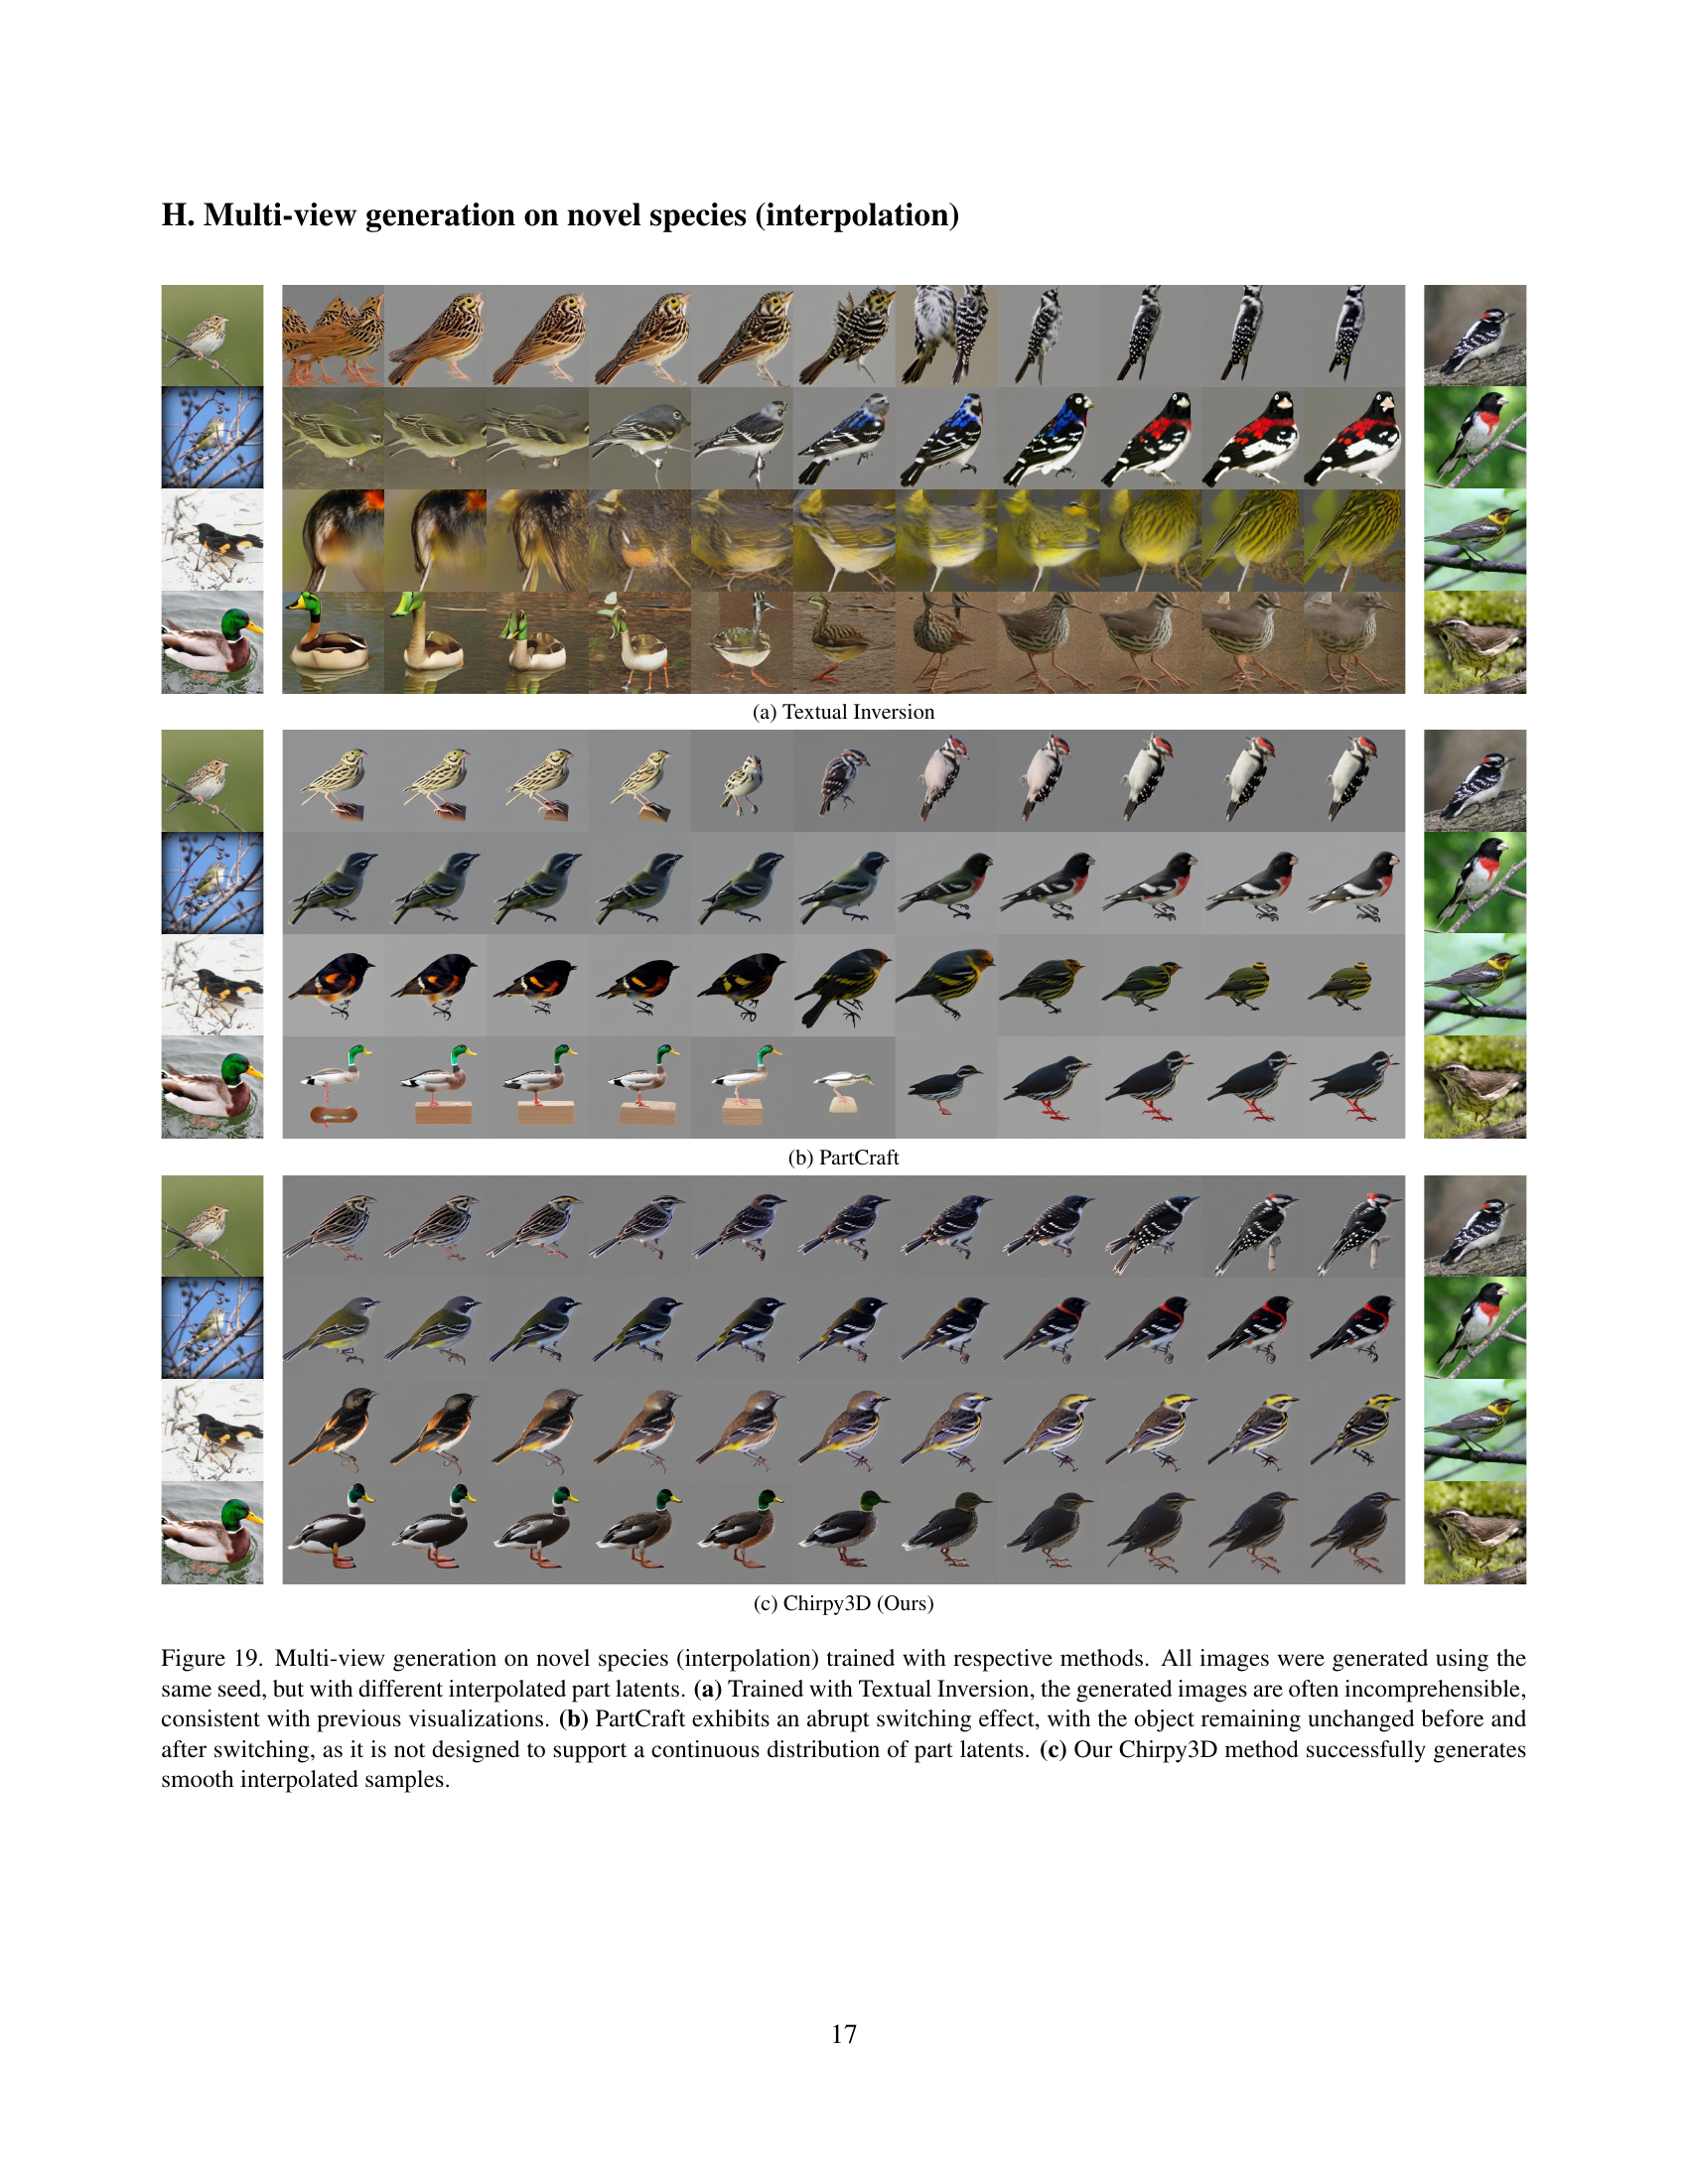 H. Multi-view generation on novel species (interpolation)
(a) Textual Inversion
(b) PartCraft
(c) Chirpy3D (Ours)
Figure 19. Multi-view generation on novel species (interpolation) trained with respective methods. All images were generated using the
same seed, but with different interpolated part latents. (a) Trained with Textual Inversion, the generated images are often incomprehensible,
consistent with previous visualizations. (b) PartCraft exhibits an abrupt switching effect, with the object remaining unchanged before and
after switching, as it is not designed to support a continuous distribution of part latents. (c) Our Chirpy3D method successfully generates
smooth interpolated samples.
17